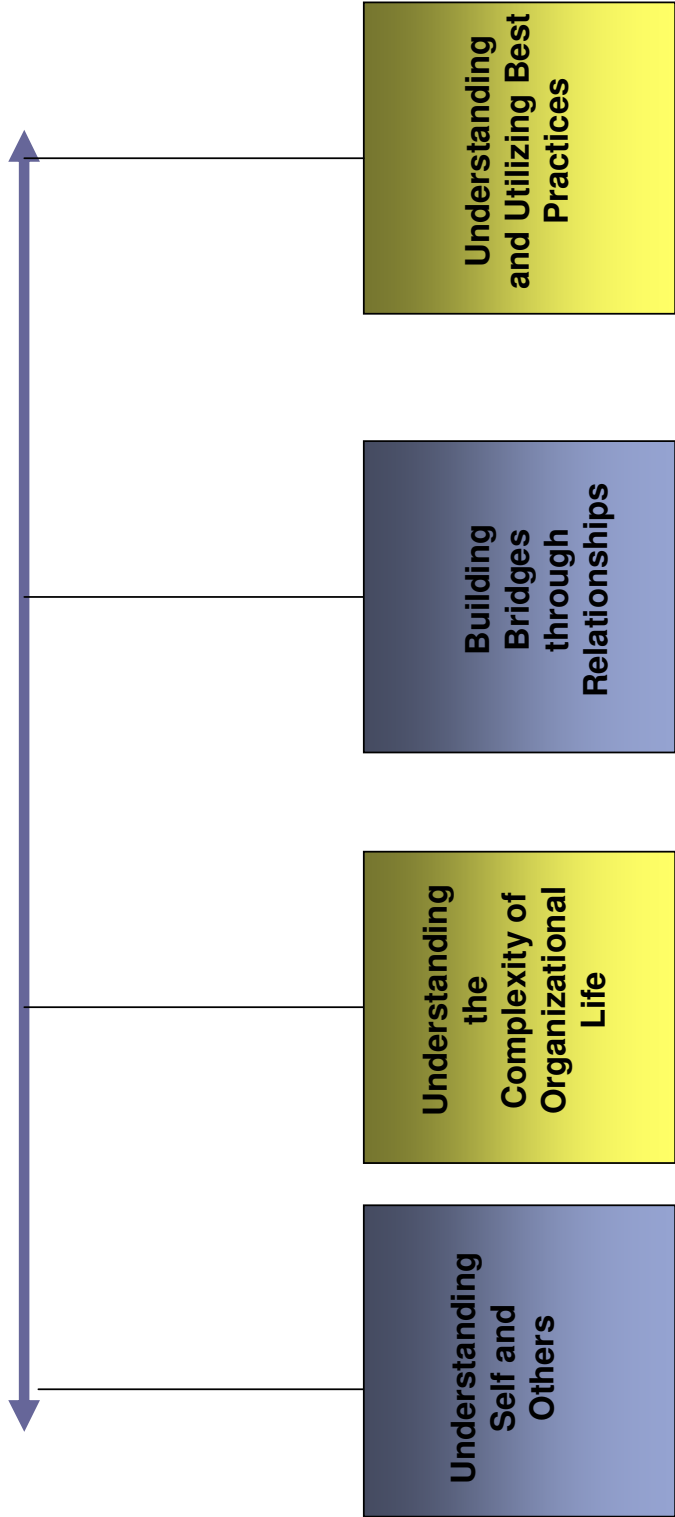 Understanding
Self and
Others
Understanding
the
Complexity of
Organizational
Life
Building
Bridges
through
Relationships
Understanding
and Utilizing Best
Practices